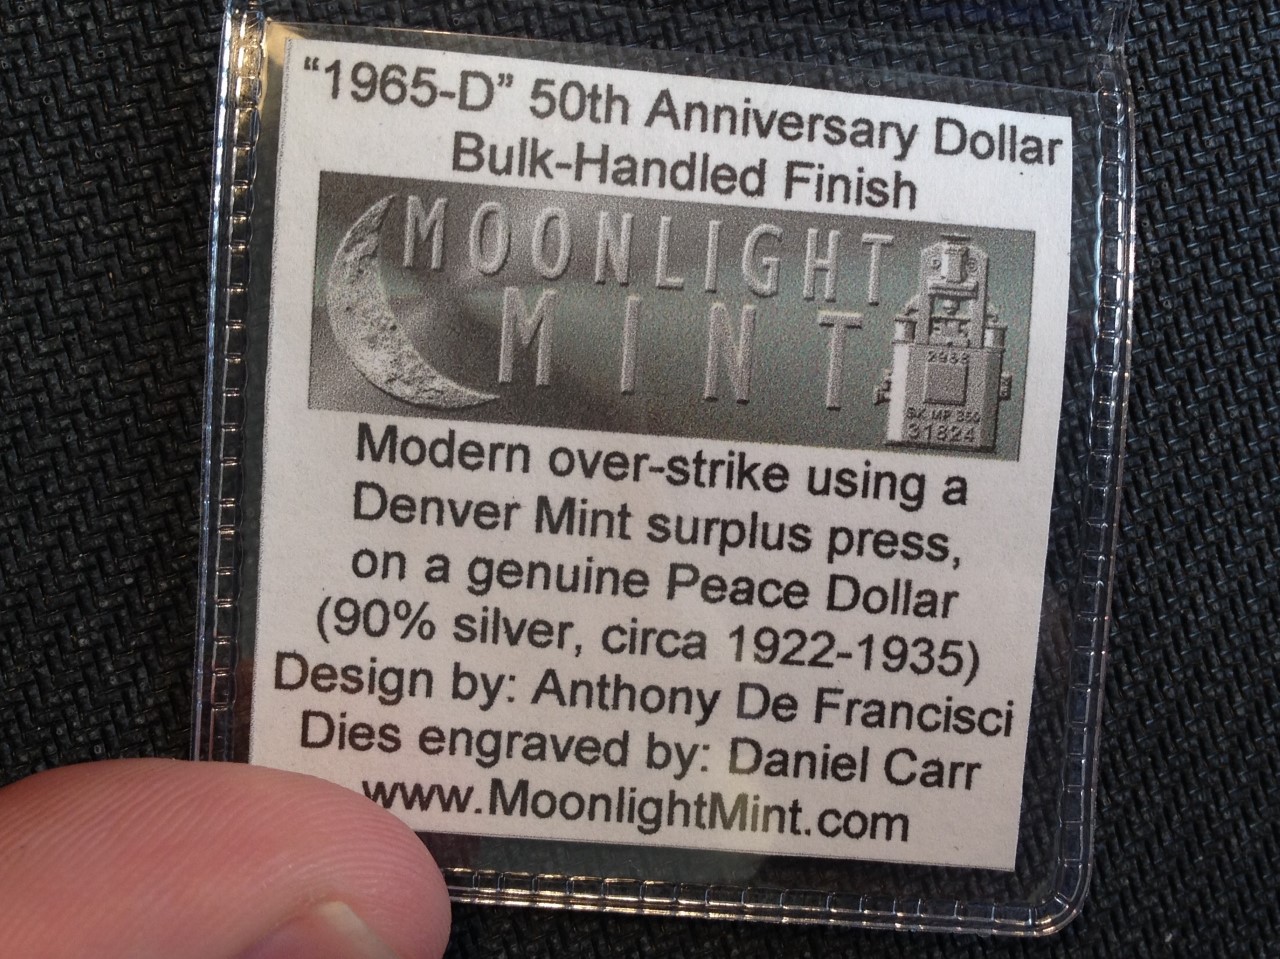 “1965-D” 50th Anniversary Dollar
Bulk-Handled Finish
MOONLIGHT
MINT
2988
GK MP 350
31824
Modern over-strike using a
Denver Mint surplus press,
on a genuine Peace Dollar
(90% silver, circa 1922-1935)
Design by: Anthony De Francisci
Dies engraved by: Daniel Carr
www.MoonlightMint.com